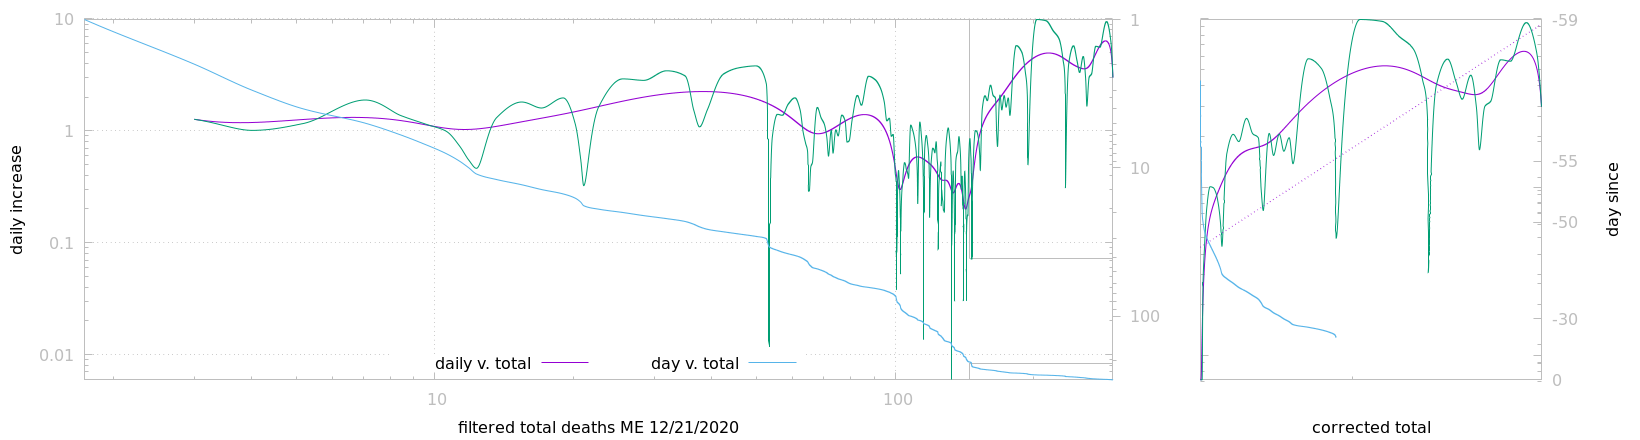 10
1
0.1
0.01
daily increase
10
100
filtered total deaths ME 12/21/2020
daily v. total
day v. total
1
10
100
-59
-55
-50
-30
0
day since
corrected total